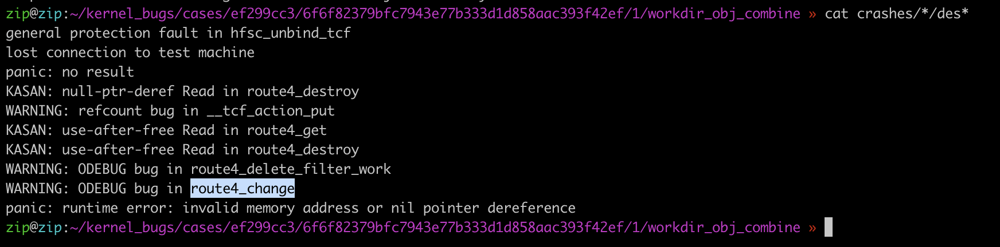 zip@zip:~/kernel_bugs/cases/ef299cc3/6f6f82379bfc7943e77b333d1d858aac393f42ef/1/workdir_obj_combine » cat crashes/*/des*
general protection fault in hfsc_unbind_tcf
lost connection to test machine
panic: no result
KASAN: null-ptr-deref Read in route4_destroy
WARNING: refcount bug in __tcf_action_put
KASAN: use-after-free Read in route4_get
KASAN: use-after-free Read in route4_destroy
WARNING: ODEBUG bug in route4_delete_filter_work
WARNING: ODEBUG bug in route4_change
panic: runtime error: invalid memory address or nil pointer dereference
zip@zip:~/kernel_bugs/cases/ef299cc3/6f6f82379bfc7943e77b333d1d858aac393f42ef/1/workdir_obj_combine »